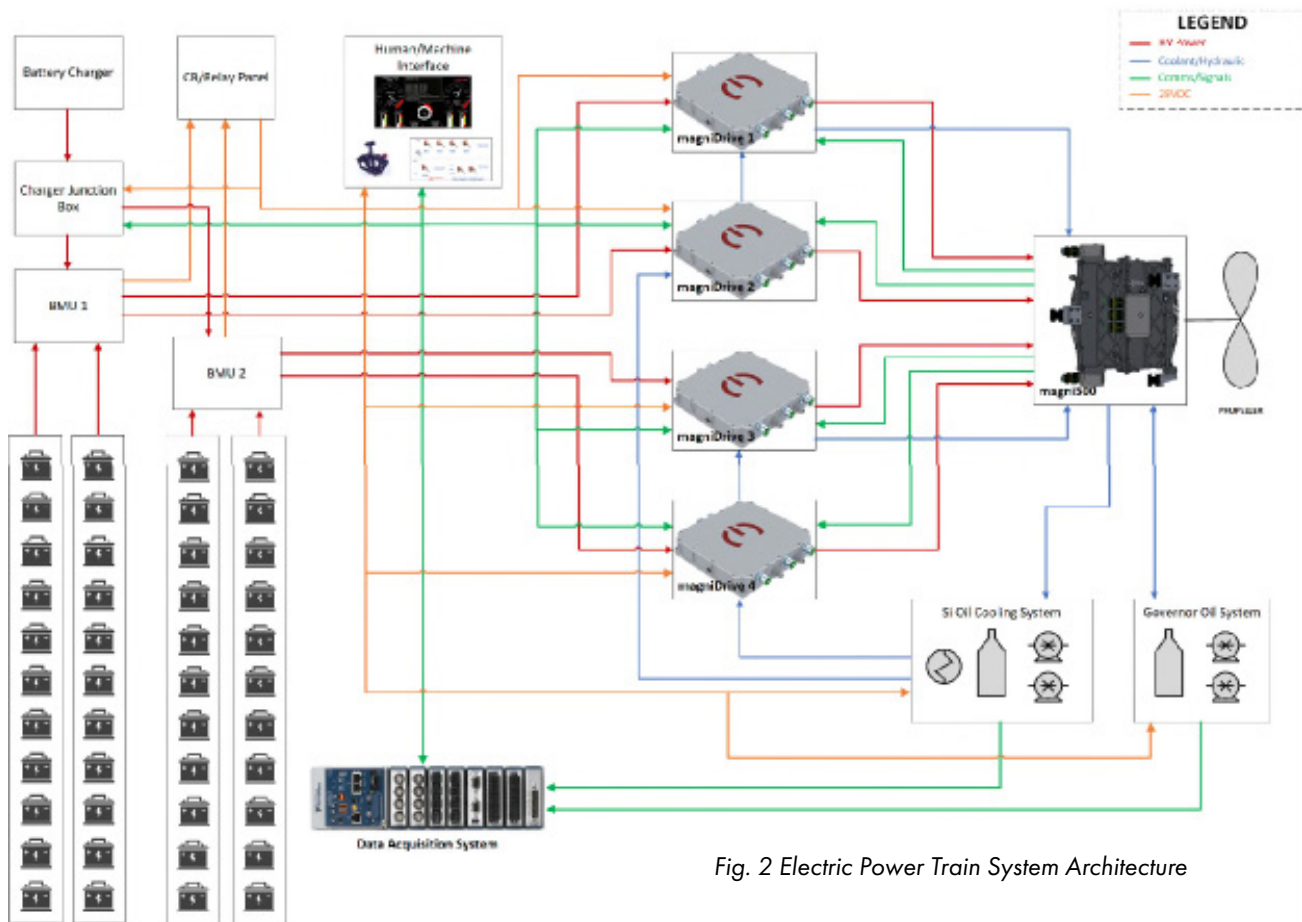 LEGEND
HV Power
Coolant/Hydraulic
Comms/Signals
28VDC
Battery Charger
CB/Relay Panel
Human/Machine
Interface
Charger Junction
Box
BMU 1
BMU 2
magniDrive 1
magniDrive 2
magniDrive 3
magniDrive 4
magni500
PROPELLER
Si Oil Cooling System
Governor Oil System
Data Acquisition System
Fig. 2 Electric Power Train System Architecture